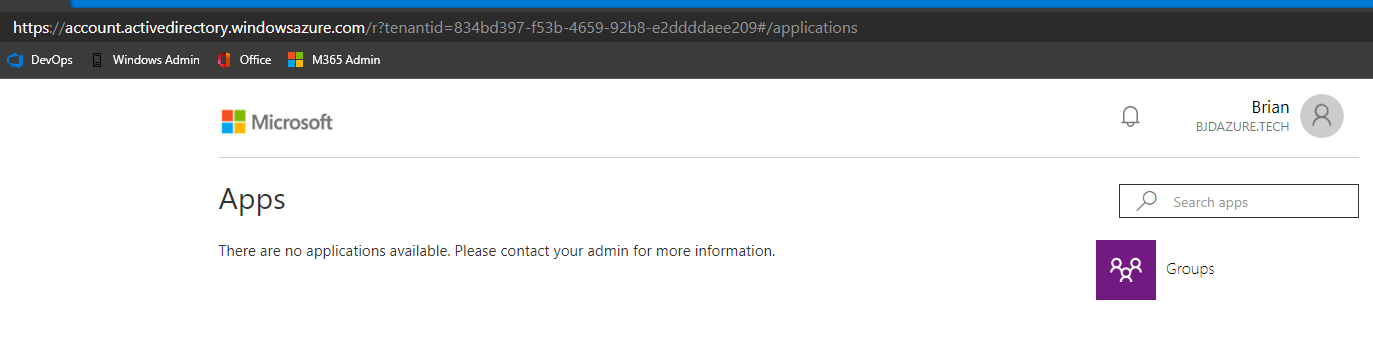 https://account.activedirectory.windowsazure.com/r?tenantid=834bd397-f53b-4659-92b8-e2ddddaee209#/applications
DevOps Windows Admin Office M365 Admin
Microsoft
Brian
BJDAZURE.TECH
Apps
Search apps
There are no applications available. Please contact your admin for more information.
Groups